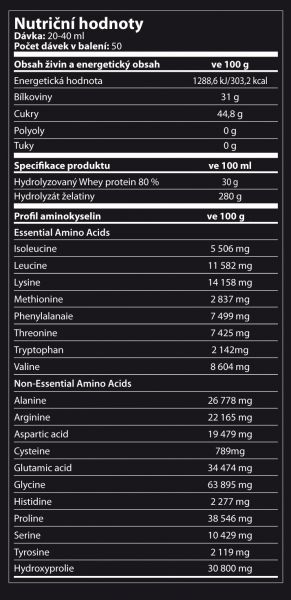 Nutriční hodnoty
Dávka: 20-40 ml
Počet dávek v balení: 50
Obsah živin a energetický obsah ve 100 g
Energetická hodnota 1288,6 kJ/303,2 kcal
Bílkoviny 31 g
Cukry 44,8 g
Polyoly 0 g
Tuky 0 g
Specifikace produktu ve 100 ml
Hydrolyzovaný Whey protein 80 % 30 g
Hydrolyzát želatiny 280 g
Profil aminokyselin ve 100 g
Essential Amino Acids
Isoleucine 5 506 mg
Leucine 11 582 mg
Lysine 14 158 mg
Methionine 2 837 mg
Phenylalanaie 7 499 mg
Threonine 7 425 mg
Tryptophan 2 142mg
Valine 8 604 mg
Non-Essential Amino Acids
Alanine 26 778 mg
Arginine 22 165 mg
Aspartic acid 19 479 mg
Cysteine 789mg
Glutamic acid 34 474 mg
Glycine 63 895 mg
Histidine 2 277 mg
Proline 38 546 mg
Serine 10 429 mg
Tyrosine 2 119 mg
Hydroxyprolie 30 800 mg